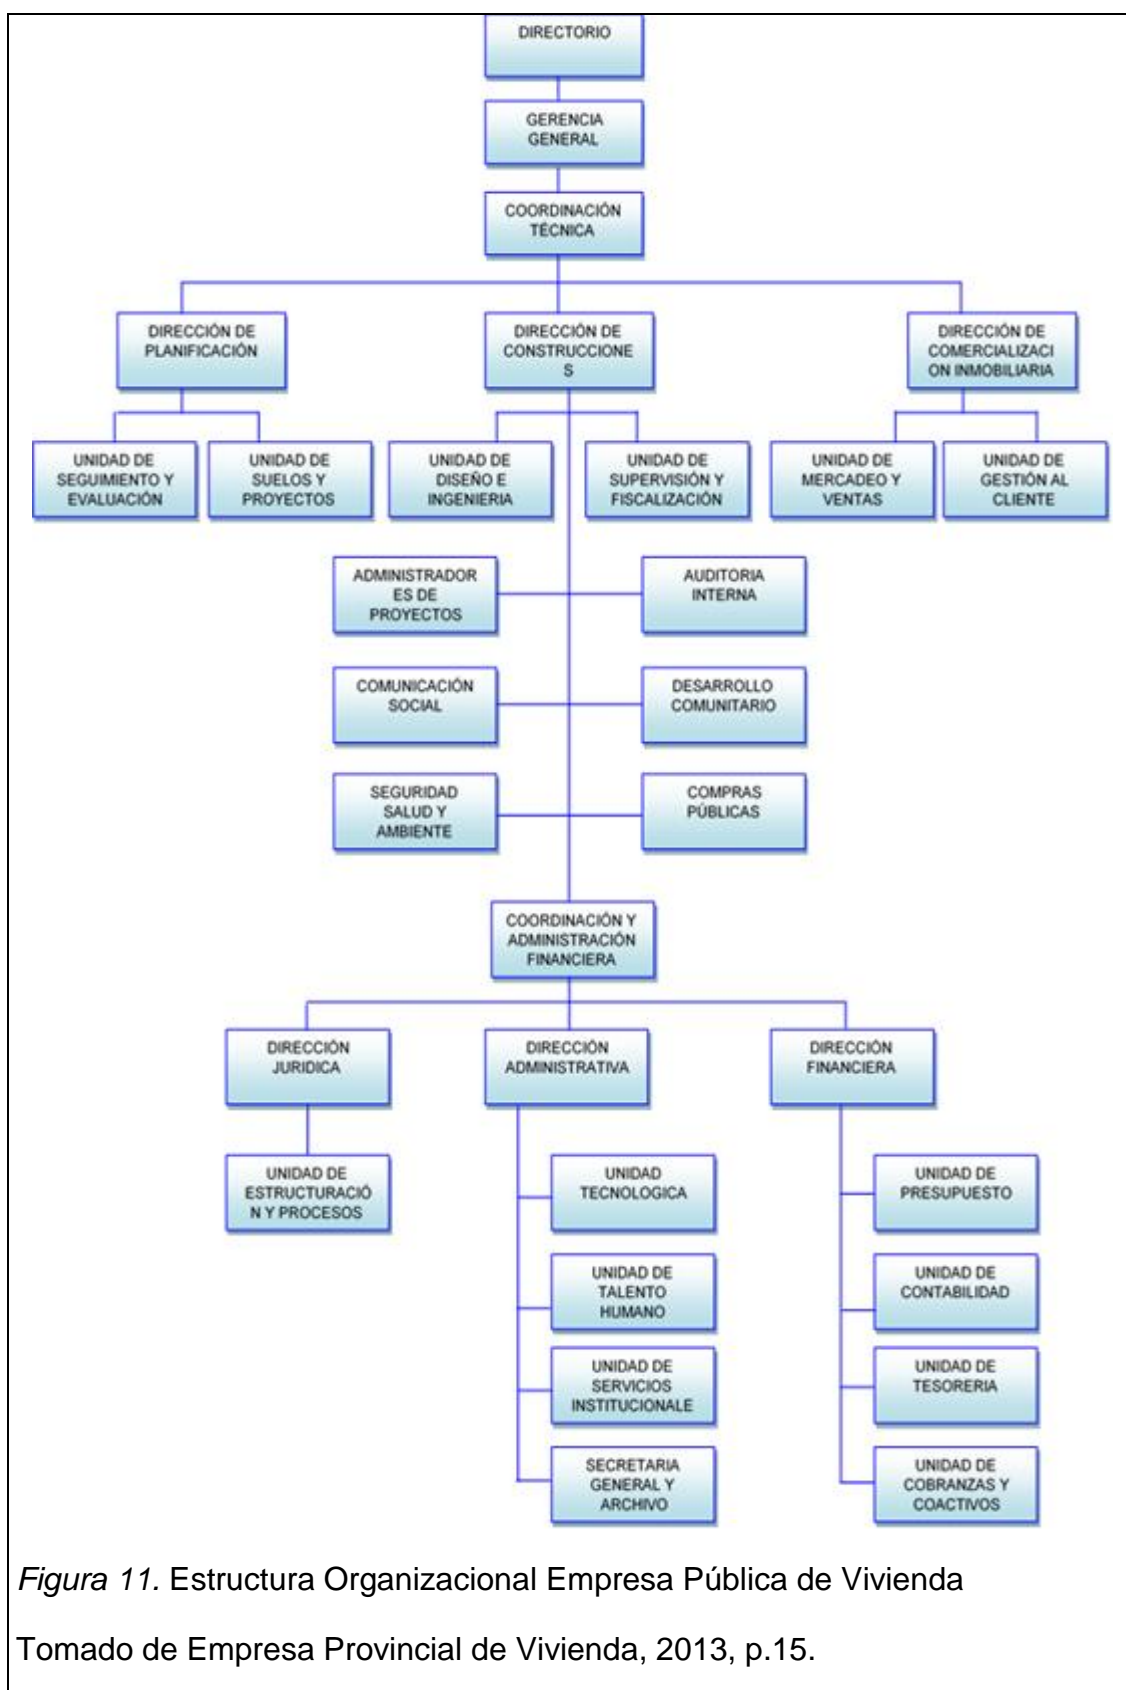 DIRECTORIO
GERENCIA
GENERAL
COORDINACIÓN
TÉCNICA
DIRECCIÓN DE
PLANIFICACIÓN
DIRECCIÓN DE
CONSTRUCCIONE
S
DIRECCIÓN DE
COMERCIALIZACI
ON INMOBILIARIA
UNIDAD DE
SEGUIMIENTO Y
EVALUACIÓN
UNIDAD DE
SUELOS Y
PROYECTOS
UNIDAD DE
DISEÑO E
INGENIERIA
UNIDAD DE
SUPERVISIÓN Y
FISCALIZACIÓN
UNIDAD DE
MERCADEO Y
VENTAS
UNIDAD DE
GESTIÓN AL
CLIENTE
ADMINISTRADOR
ES DE
PROYECTOS
AUDITORIA
INTERNA
COMUNICACIÓN
SOCIAL
DESARROLLO
COMUNITARIO
SEGURIDAD
SALUD Y
AMBIENTE
COMPRAS
PÚBLICAS
COORDINACIÓN Y
ADMINISTRACIÓN
FINANCIERA
DIRECCIÓN
JURIDICA
DIRECCIÓN
ADMINISTRATIVA
DIRECCIÓN
FINANCIERA
UNIDAD DE
ESTRUCTURACIÓ
N Y PROCESOS
UNIDAD
TECNOLOGICA
UNIDAD DE
PRESUPUESTO
UNIDAD DE
TALENTO
HUMANO
UNIDAD DE
CONTABILIDAD
UNIDAD DE
SERVICIOS
INSTITUCIONALE
UNIDAD DE
TESORERIA
SECRETARIA
GENERAL Y
ARCHIVO
UNIDAD DE
COBRANZAS Y
COACTIVOS
Figura 11. Estructura Organizacional Empresa Pública de Vivienda
Tomado de Empresa Provincial de Vivienda, 2013, p.15.